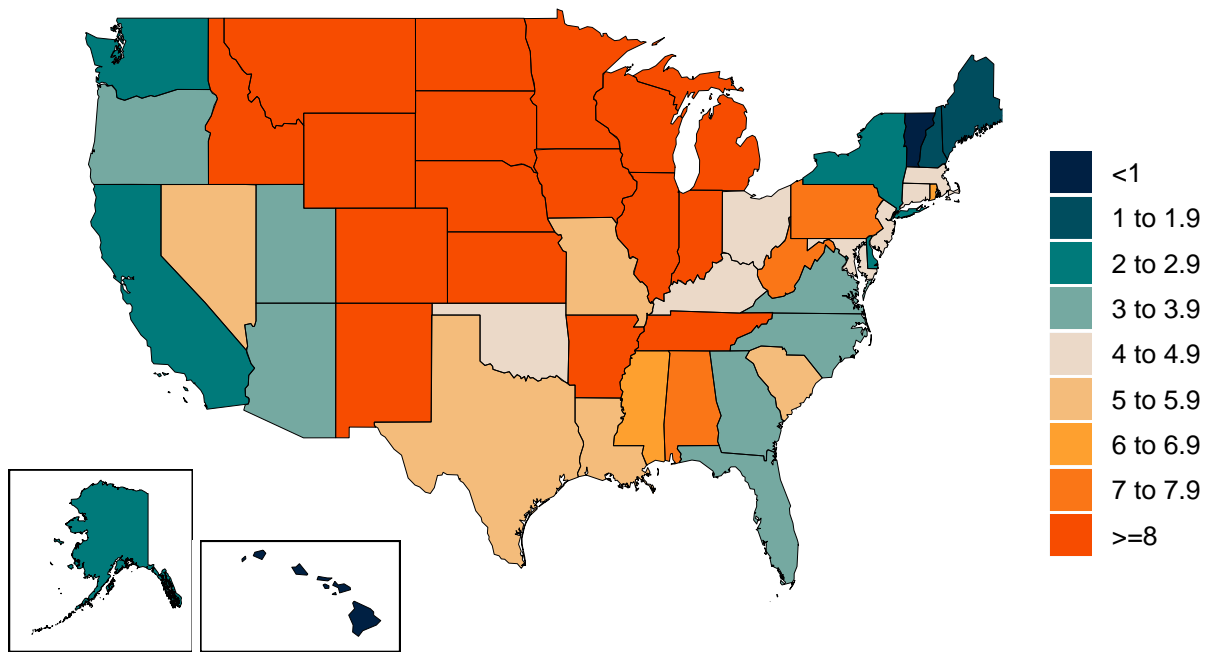 <1
1 to 1.9
2 to 2.9
3 to 3.9
4 to 4.9
5 to 5.9
6 to 6.9
7 to 7.9
>=8